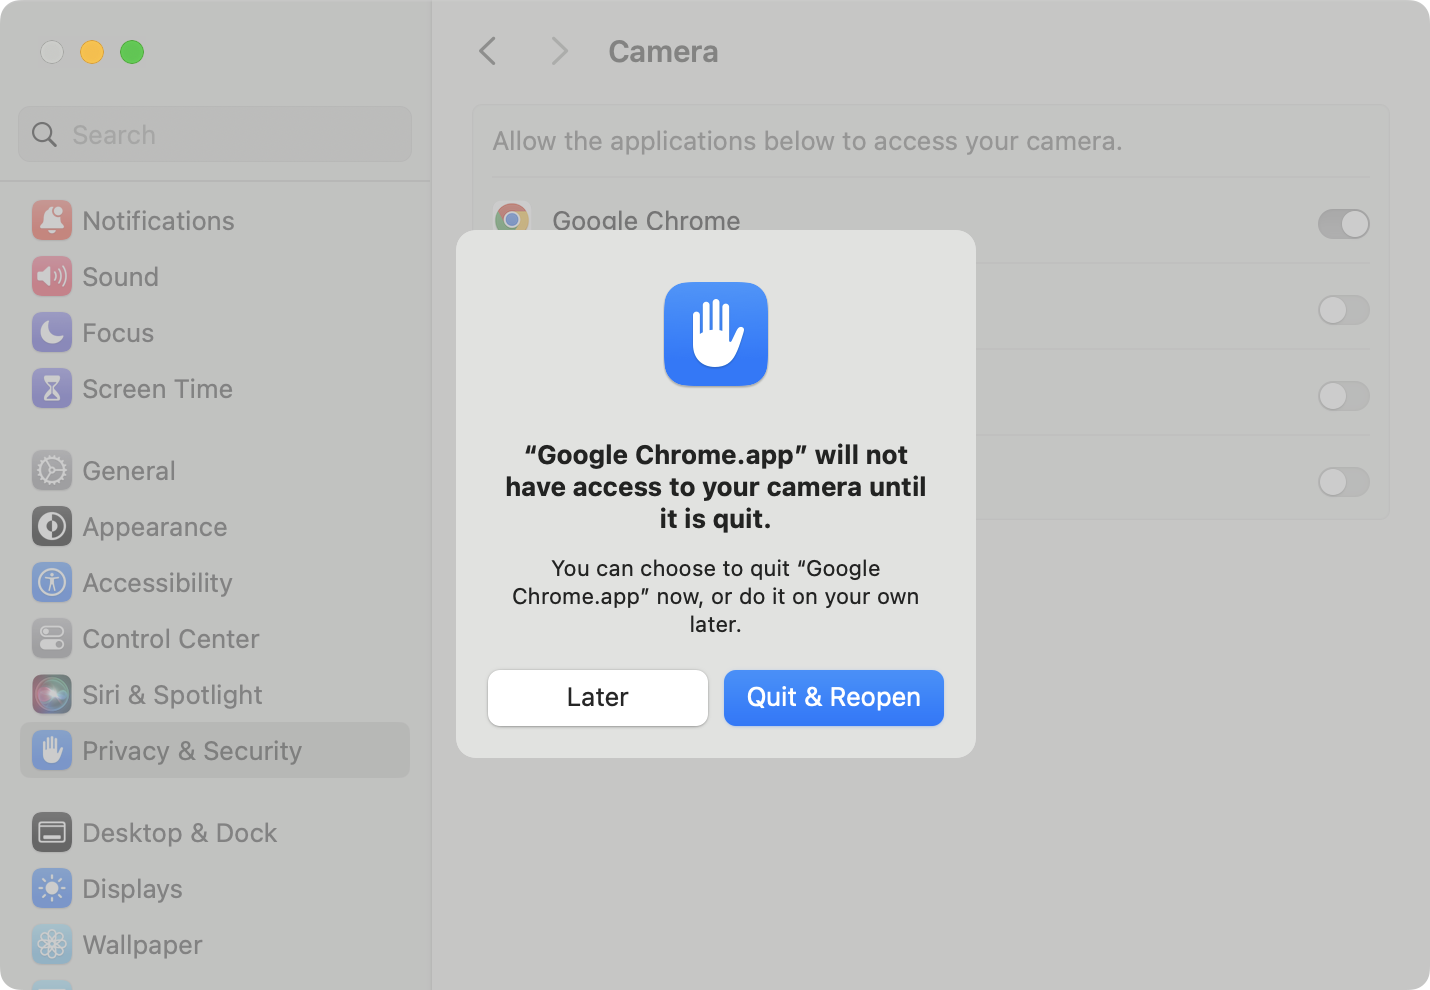 Camera
Search
Allow the applications below to access your camera.
Google Chrome
Notifications
Sound
Focus
Screen Time
General
Appearance
Accessibility
Control Center
Siri & Spotlight
Privacy & Security
Desktop & Dock
Displays
Wallpaper
“Google Chrome.app” will not
have access to your camera until
it is quit.
You can choose to quit “Google
Chrome.app” now, or do it on your own
later.
Later
Quit & Reopen